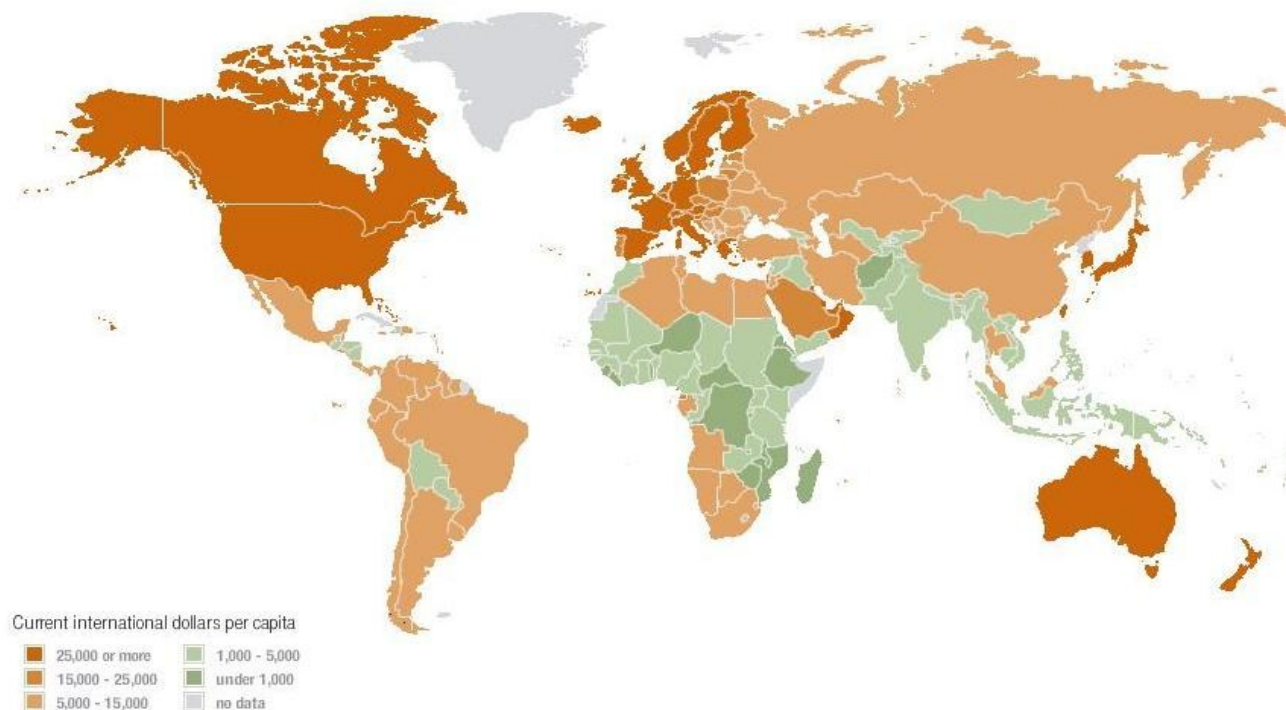 Current international dollars per capita
25,000 or more
15,000 - 25,000
5,000 - 15,000
1,000 - 5,000
under 1,000
no data